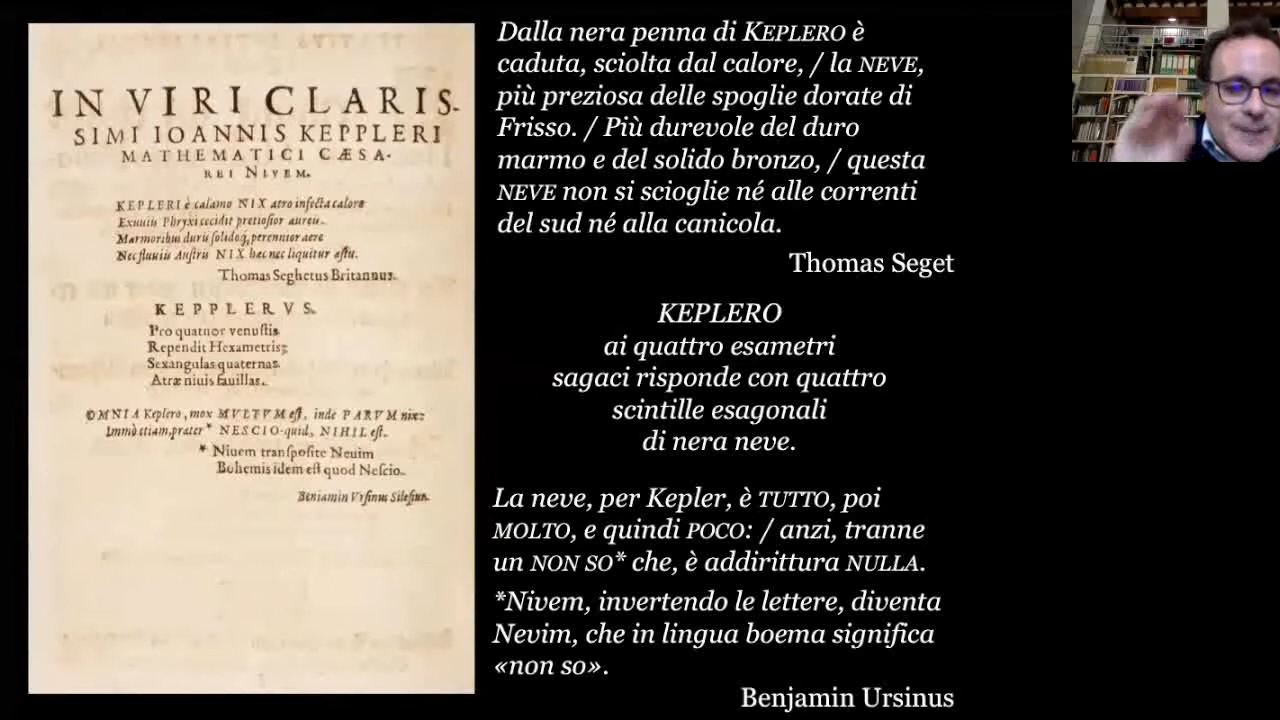 IN VIRI CLARIS-
SIMI IOANNIS KEPPLERI
MATHEMATICI CÆSA-
REI NIVEM.
KEPLERI è calamo NIX atro infecta calore
Exuuiis Phryxi cecidit pretiosior aureis.
Marmoribus duris solidoq; perennior aere
Nec fluuiis Austris NIX haec nec liquitur aestu.
Thomas Seghetus Britannus.
KEPPLERVS.
Pro quatuor venustis
Rependit Hexametris;
Sexangulas quaternas
Atræ niuis fauillas.
OMNIA Keplero, mox MVLTVM est, inde PARVM nix:
Immò etiam, præter * NESCIO-quid, NIHIL est.
* Niuem transposite Neuim
Bohemis idem est quod Nescio.
Beniamin Vrsinus Silesius.
Dalla nera penna di KEPLERO è
caduta, sciolta dal calore, / la NEVE,
più preziosa delle spoglie dorate di
Frisso. / Più durevole del duro
marmo e del solido bronzo, / questa
NEVE non si scioglie né alle correnti
del sud né alla canicola.
Thomas Seget
KEPLERO
ai quattro esametri
sagaci risponde con quattro
scintille esagonali
di nera neve.
La neve, per Kepler, è TUTTO, poi
MOLTO, e quindi POCO: / anzi, tranne
un NON SO* che, è addirittura NULLA.
*Nivem, invertendo le lettere, diventa
Nevim, che in lingua boema significa
«non so».
Benjamin Ursinus